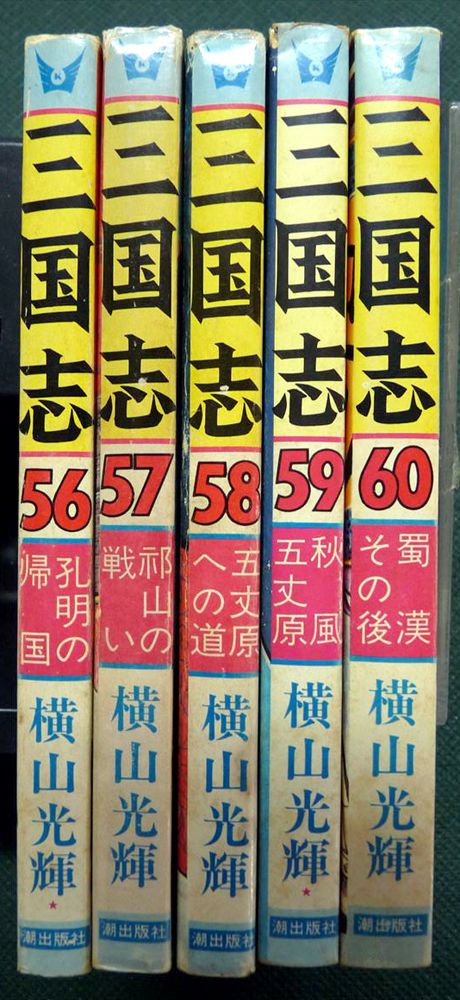 三国志
56
孔明の
帰国
横山光輝
潮出版社
三国志
57
祁山の
戦い
横山光輝
潮出版社
三国志
58
五丈原
への道
横山光輝
潮出版社
三国志
59
秋風
五丈原
横山光輝
潮出版社
三国志
60
蜀漢
その後
横山光輝
潮出版社